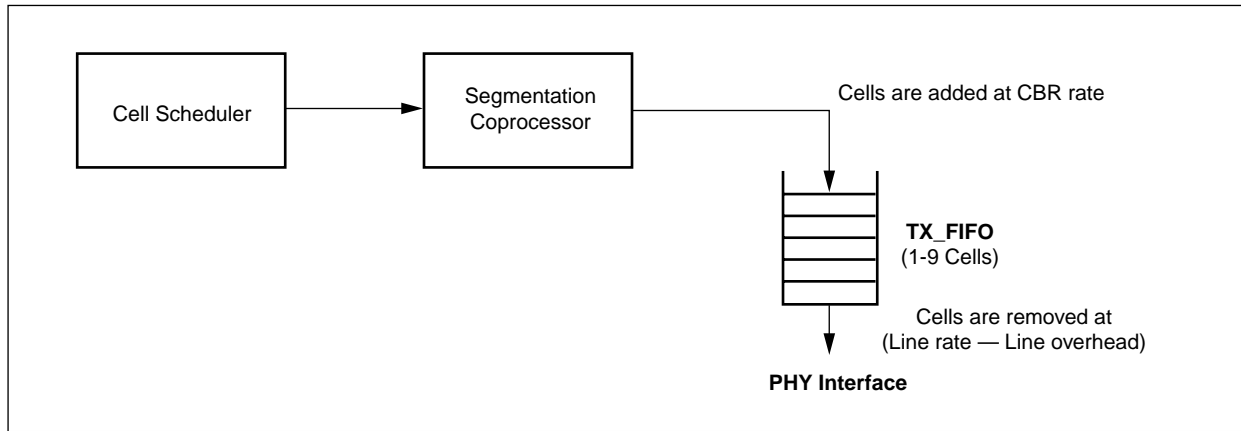 Cell Scheduler
Segmentation
Coprocessor
Cells are added at CBR rate
TX_FIFO
(1-9 Cells)
Cells are removed at
(Line rate — Line overhead)
PHY Interface